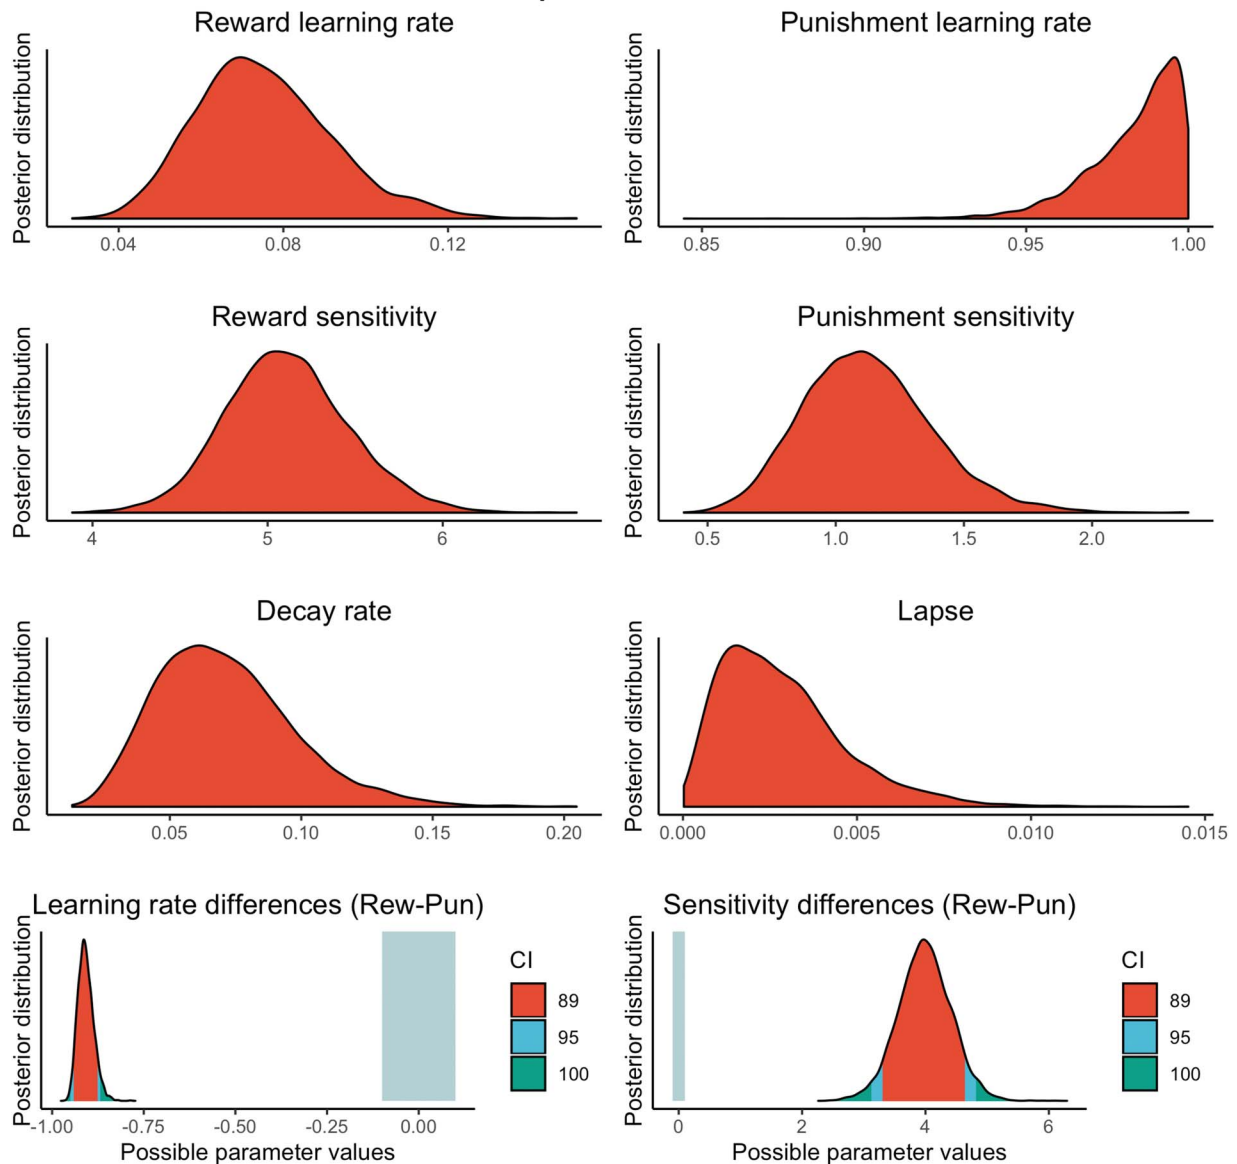 Reward learning rate
Posterior distribution
0.04 0.08 0.12
Punishment learning rate
Posterior distribution
0.85 0.90 0.95 1.00
Reward sensitivity
Posterior distribution
4 5 6
Punishment sensitivity
Posterior distribution
0.5 1.0 1.5 2.0
Decay rate
Posterior distribution
0.05 0.10 0.15 0.20
Lapse
Posterior distribution
0.000 0.005 0.010 0.015
Learning rate differences (Rew-Pun)
Posterior distribution
-1.00 -0.75 -0.50 -0.25 0.00
Possible parameter values
CI
89
95
100
Sensitivity differences (Rew-Pun)
Posterior distribution
0 2 4 6
Possible parameter values
CI
89
95
100